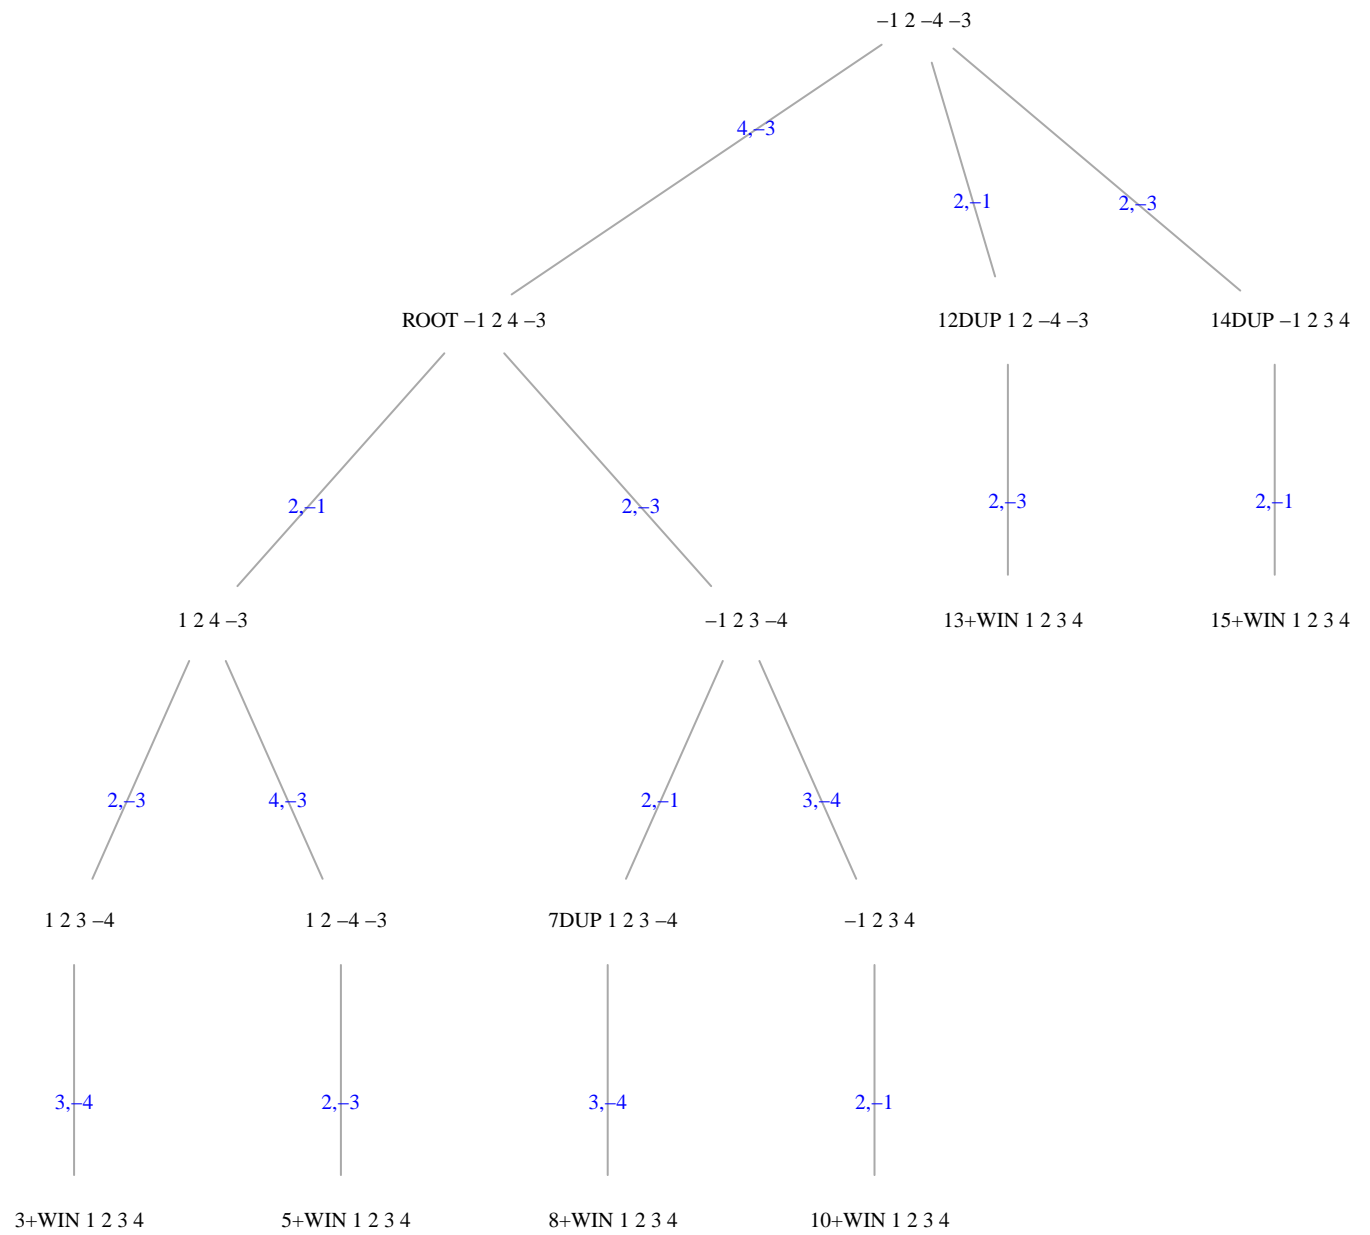 −1 2 −4 −3
4,−3
2,−1
2,−3
ROOT −1 2 4 −3
12DUP 1 2 −4 −3
14DUP −1 2 3 4
2,−1
2,−3
2,−3
2,−1
1 2 4 −3
−1 2 3 −4
13+WIN 1 2 3 4
15+WIN 1 2 3 4
2,−3
4,−3
2,−1
3,−4
1 2 3 −4
1 2 −4 −3
7DUP 1 2 3 −4
−1 2 3 4
3,−4
2,−3
3,−4
2,−1
3+WIN 1 2 3 4
5+WIN 1 2 3 4
8+WIN 1 2 3 4
10+WIN 1 2 3 4